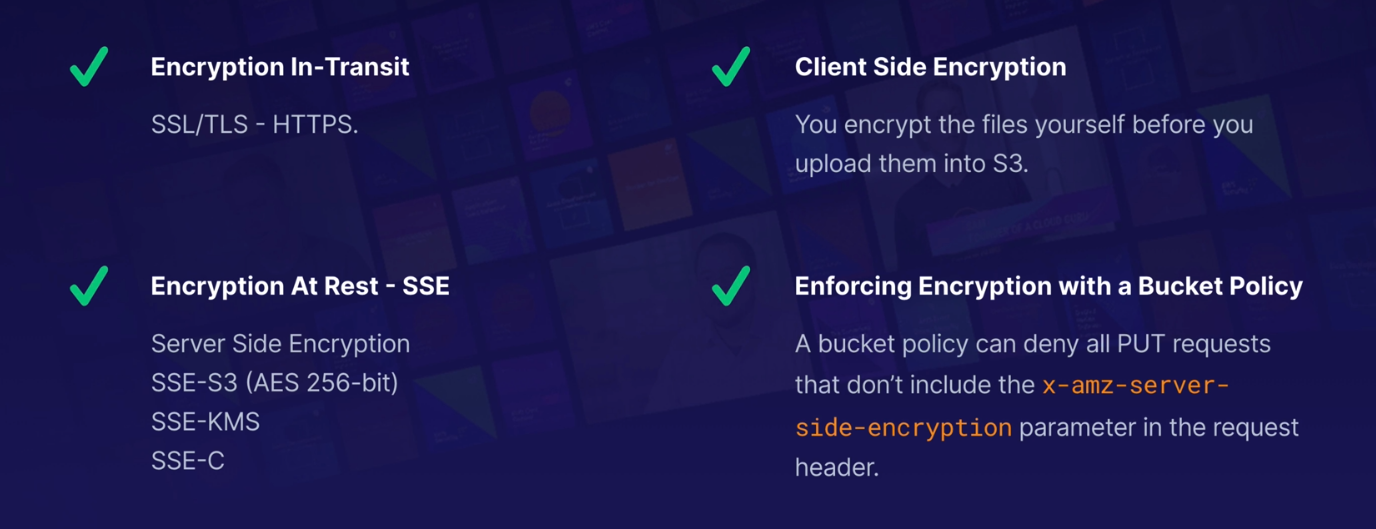 Encryption In-Transit
SSL/TLS - HTTPS.
Client Side Encryption
You encrypt the files yourself before you
upload them into S3.
Encryption At Rest - SSE
Server Side Encryption
SSE-S3 (AES 256-bit)
SSE-KMS
SSE-C
Enforcing Encryption with a Bucket Policy
A bucket policy can deny all PUT requests
that don’t include the x-amz-server-
side-encryption parameter in the request
header.